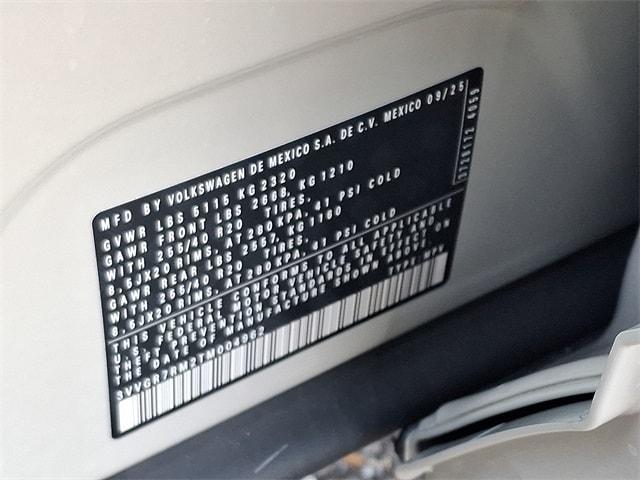 MFD BY VOLKSWAGEN DE MEXICO S.A. DE C.V. MEXICO 09/25
GVWR LBS 5115 KG 2320
GAWR FRONT LBS 2668, KG 1210
WITH 255/40 R20 TIRES,
8.5JX20 RIMS, AT 280 KPA, 41 PSI COLD
GAWR REAR LBS 2557, KG 1160
WITH 255/40 R20 TIRES,
8.5JX20 RIMS, AT 280 KPA, 41 PSI COLD
THIS VEHICLE CONFORMS TO ALL APPLICABLE
U.S. FEDERAL MOTOR VEHICLE SAFETY AND
THEFT PREVENTION STANDARDS IN EFFECT ON
THE DATE OF MANUFACTURE SHOWN ABOVE.
TYPE: MPV